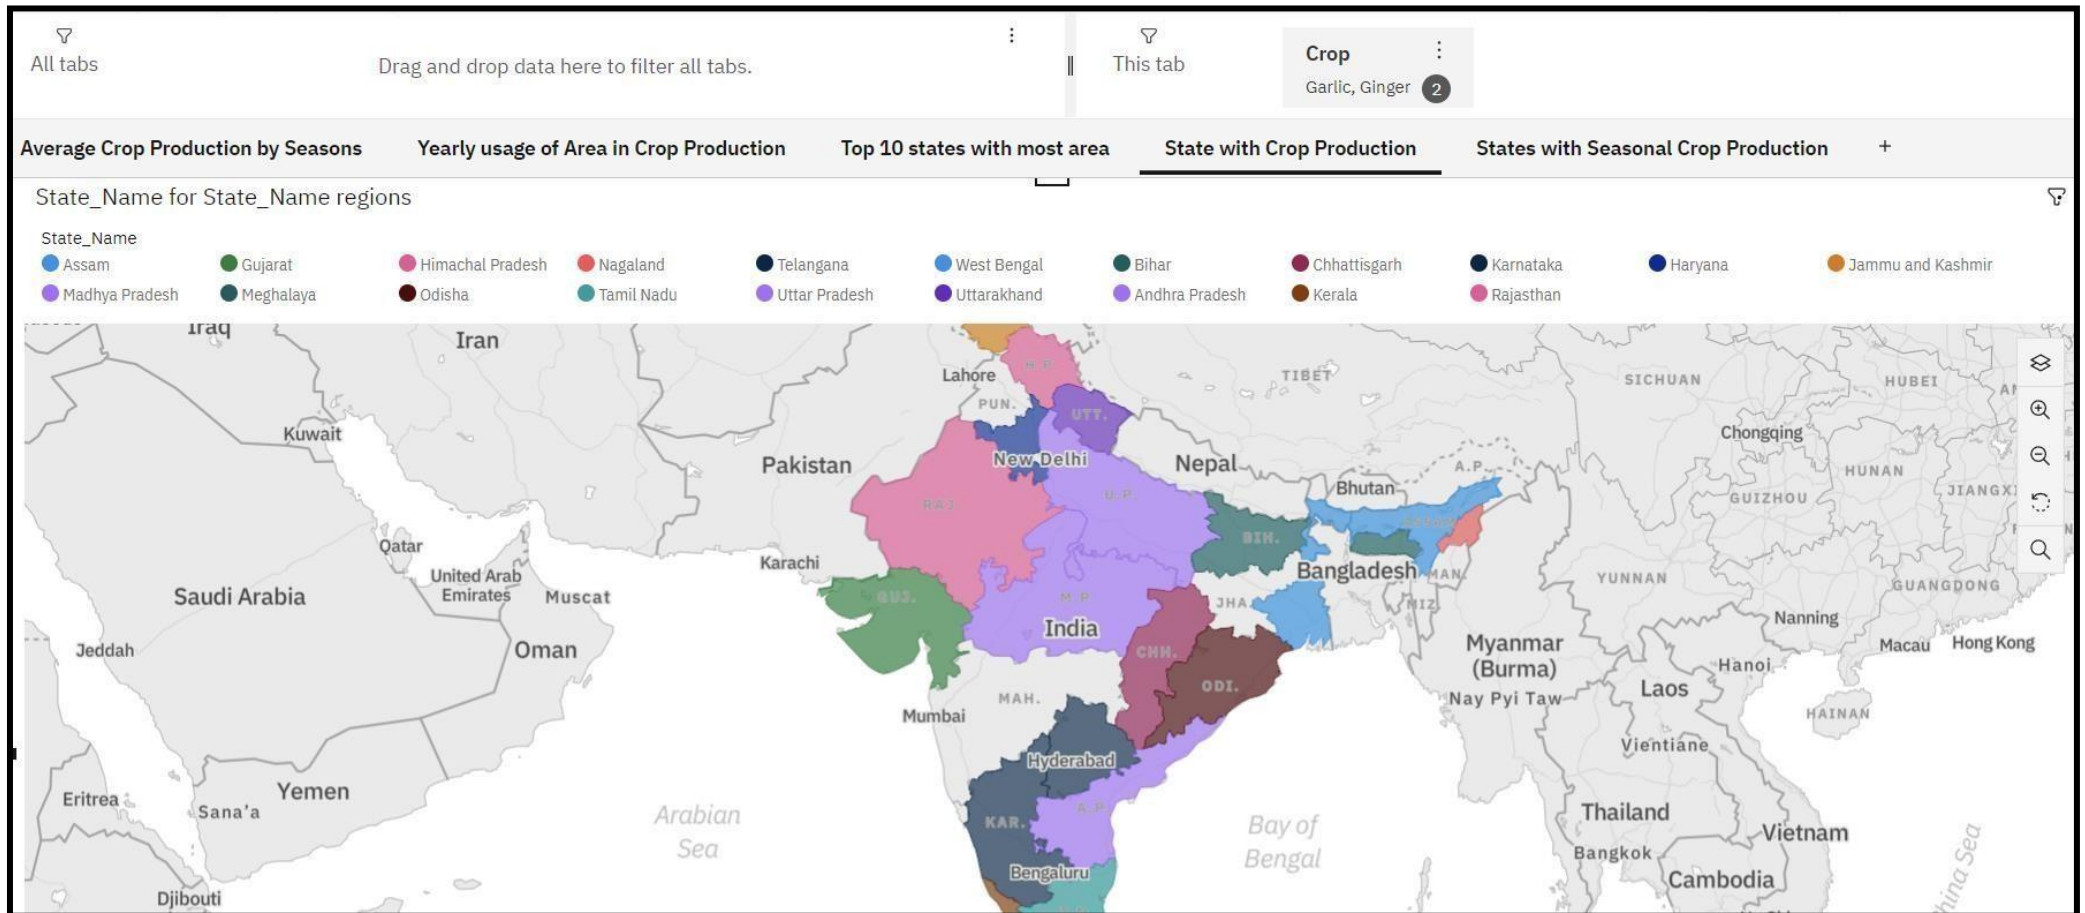 All tabs
Drag and drop data here to filter all tabs.
This tab
Crop
Garlic, Ginger 2
Average Crop Production by Seasons
Yearly usage of Area in Crop Production
Top 10 states with most area
State with Crop Production
States with Seasonal Crop Production
+
State_Name for State_Name regions
State_Name
Assam Gujarat Himachal Pradesh Nagaland Telangana West Bengal Bihar Chhattisgarh Karnataka Haryana Jammu and Kashmir
Madhya Pradesh Meghalaya Odisha Tamil Nadu Uttar Pradesh Uttarakhand Andhra Pradesh Kerala Rajasthan
Iraq
Iran
H.P.
Lahore
TIBET
SICHUAN
HUBEI
PUN.
UTT.
Kuwait
Chongqing
New Delhi
Pakistan
Nepal
A.P.
HUNAN
Bhutan
U.P.
GUIZHOU
JIANGXI
RAJ.
ASSAM
BIH.
Qatar
Karachi
Bangladesh
MAN.
United Arab
Emirates
YUNNAN
GUANGDONG
Saudi Arabia
Muscat
GUJ.
M.P.
JHA.
MIZ.
Nanning
India
Jeddah
Oman
CHH.
Myanmar
(Burma)
Macau
Hong Kong
Hanoi
ODI.
Laos
MAH.
Nay Pyi Taw
Mumbai
HAINAN
Vientiane
Hyderabad
Yemen
Eritrea
Sana’a
Arabian
Sea
A.P.
KAR.
Bay of
Bengal
Thailand
Vietnam
Bangkok
Bengaluru
Cambodia
Djibouti
hina Sea